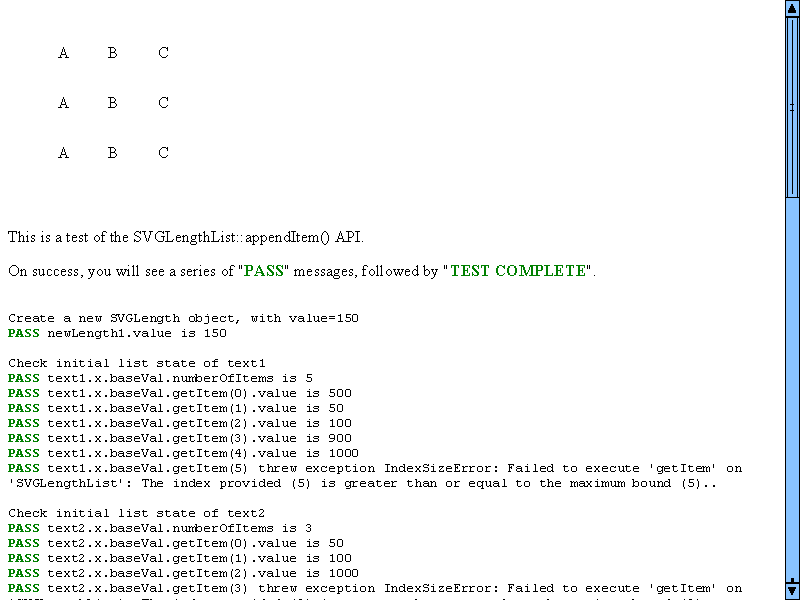 A B C
A B C
A B C
This is a test of the SVGLengthList::appendItem() API.
On success, you will see a series of "PASS" messages, followed by "TEST COMPLETE".
Create a new SVGLength object, with value=150
PASS newLength1.value is 150
Check initial list state of text1
PASS text1.x.baseVal.numberOfItems is 5
PASS text1.x.baseVal.getItem(0).value is 500
PASS text1.x.baseVal.getItem(1).value is 50
PASS text1.x.baseVal.getItem(2).value is 100
PASS text1.x.baseVal.getItem(3).value is 900
PASS text1.x.baseVal.getItem(4).value is 1000
PASS text1.x.baseVal.getItem(5) threw exception IndexSizeError: Failed to execute 'getItem' on
'SVGLengthList': The index provided (5) is greater than or equal to the maximum bound (5)..
Check initial list state of text2
PASS text2.x.baseVal.numberOfItems is 3
PASS text2.x.baseVal.getItem(0).value is 50
PASS text2.x.baseVal.getItem(1).value is 100
PASS text2.x.baseVal.getItem(2).value is 1000
PASS text2.x.baseVal.getItem(3) threw exception IndexSizeError: Failed to execute 'getItem' on